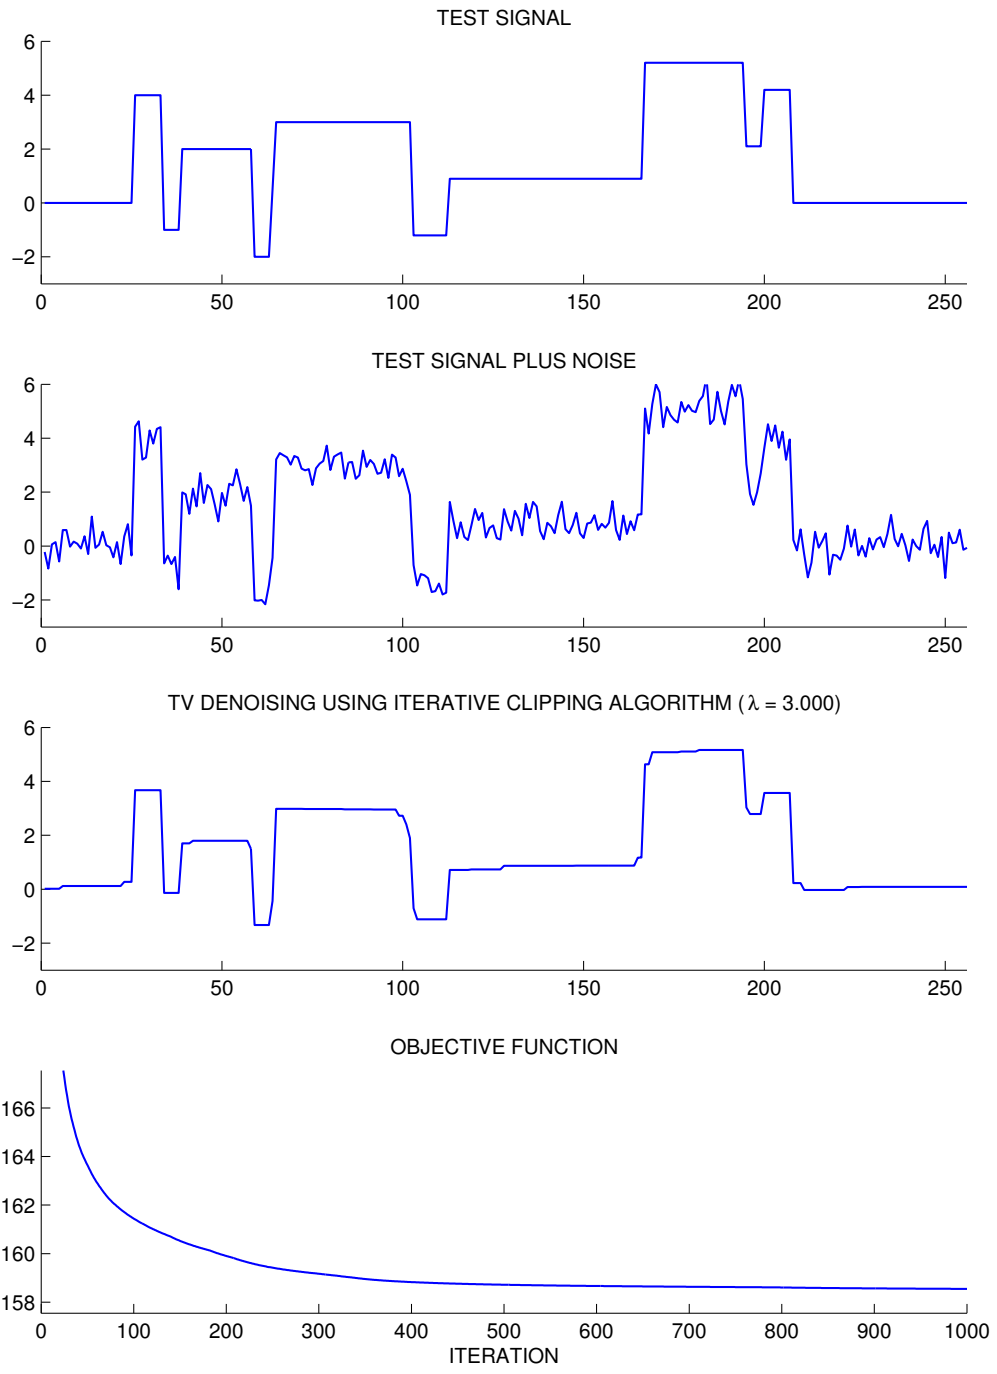 TEST SIGNAL
6
4
2
0
−2
0 50 100 150 200 250
TEST SIGNAL PLUS NOISE
6
4
2
0
−2
0 50 100 150 200 250
TV DENOISING USING ITERATIVE CLIPPING ALGORITHM (λ = 3.000)
6
4
2
0
−2
0 50 100 150 200 250
OBJECTIVE FUNCTION
166
164
162
160
158
0 100 200 300 400 500 600 700 800 900 1000
ITERATION